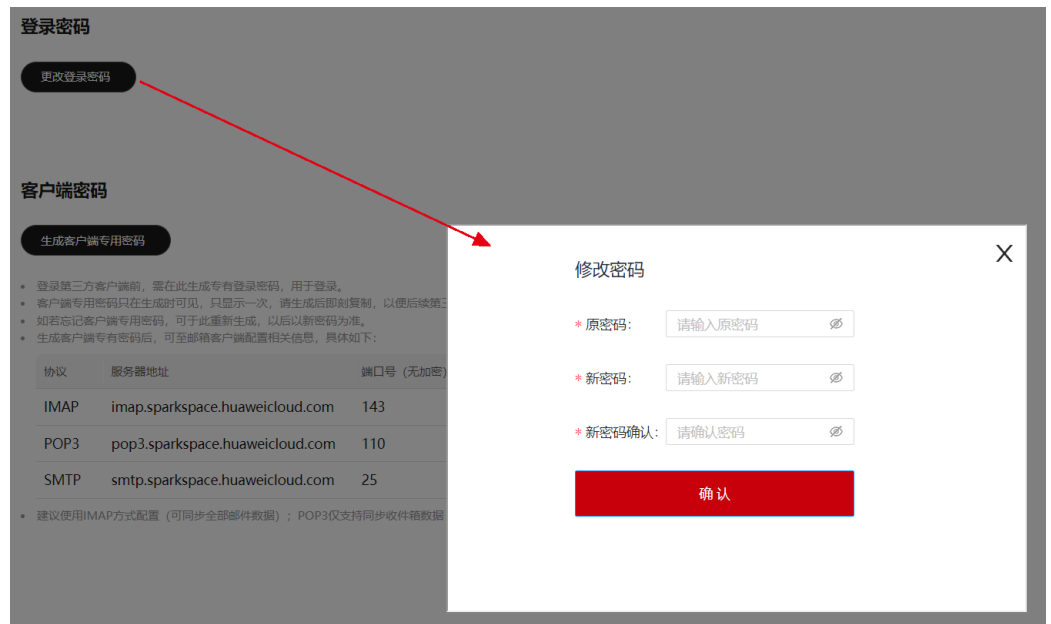 登录密码
更改登录密码
客户端密码
生成客户端专用密码
登录第三方客户端前，需在此生成专有登录密码，用于登录。
客户端专用密码只在生成时可见，只显示一次，请生成后即刻复制，以便后续第三
如若忘记客户端专用密码，可于此重新生成，以后以新密码为准。
生成客户端专有密码后，可至邮箱客户端配置相关信息，具体如下：
协议 服务器地址 端口号（无加密）
IMAP imap.sparkspace.huaweicloud.com 143
POP3 pop3.sparkspace.huaweicloud.com 110
SMTP smtp.sparkspace.huaweicloud.com 25
建议使用IMAP方式配置（可同步全部邮件数据）；POP3仅支持同步收件箱数据
X
修改密码
* 原密码： 请输入原密码
* 新密码： 请输入新密码
* 新密码确认： 请确认密码
确 认